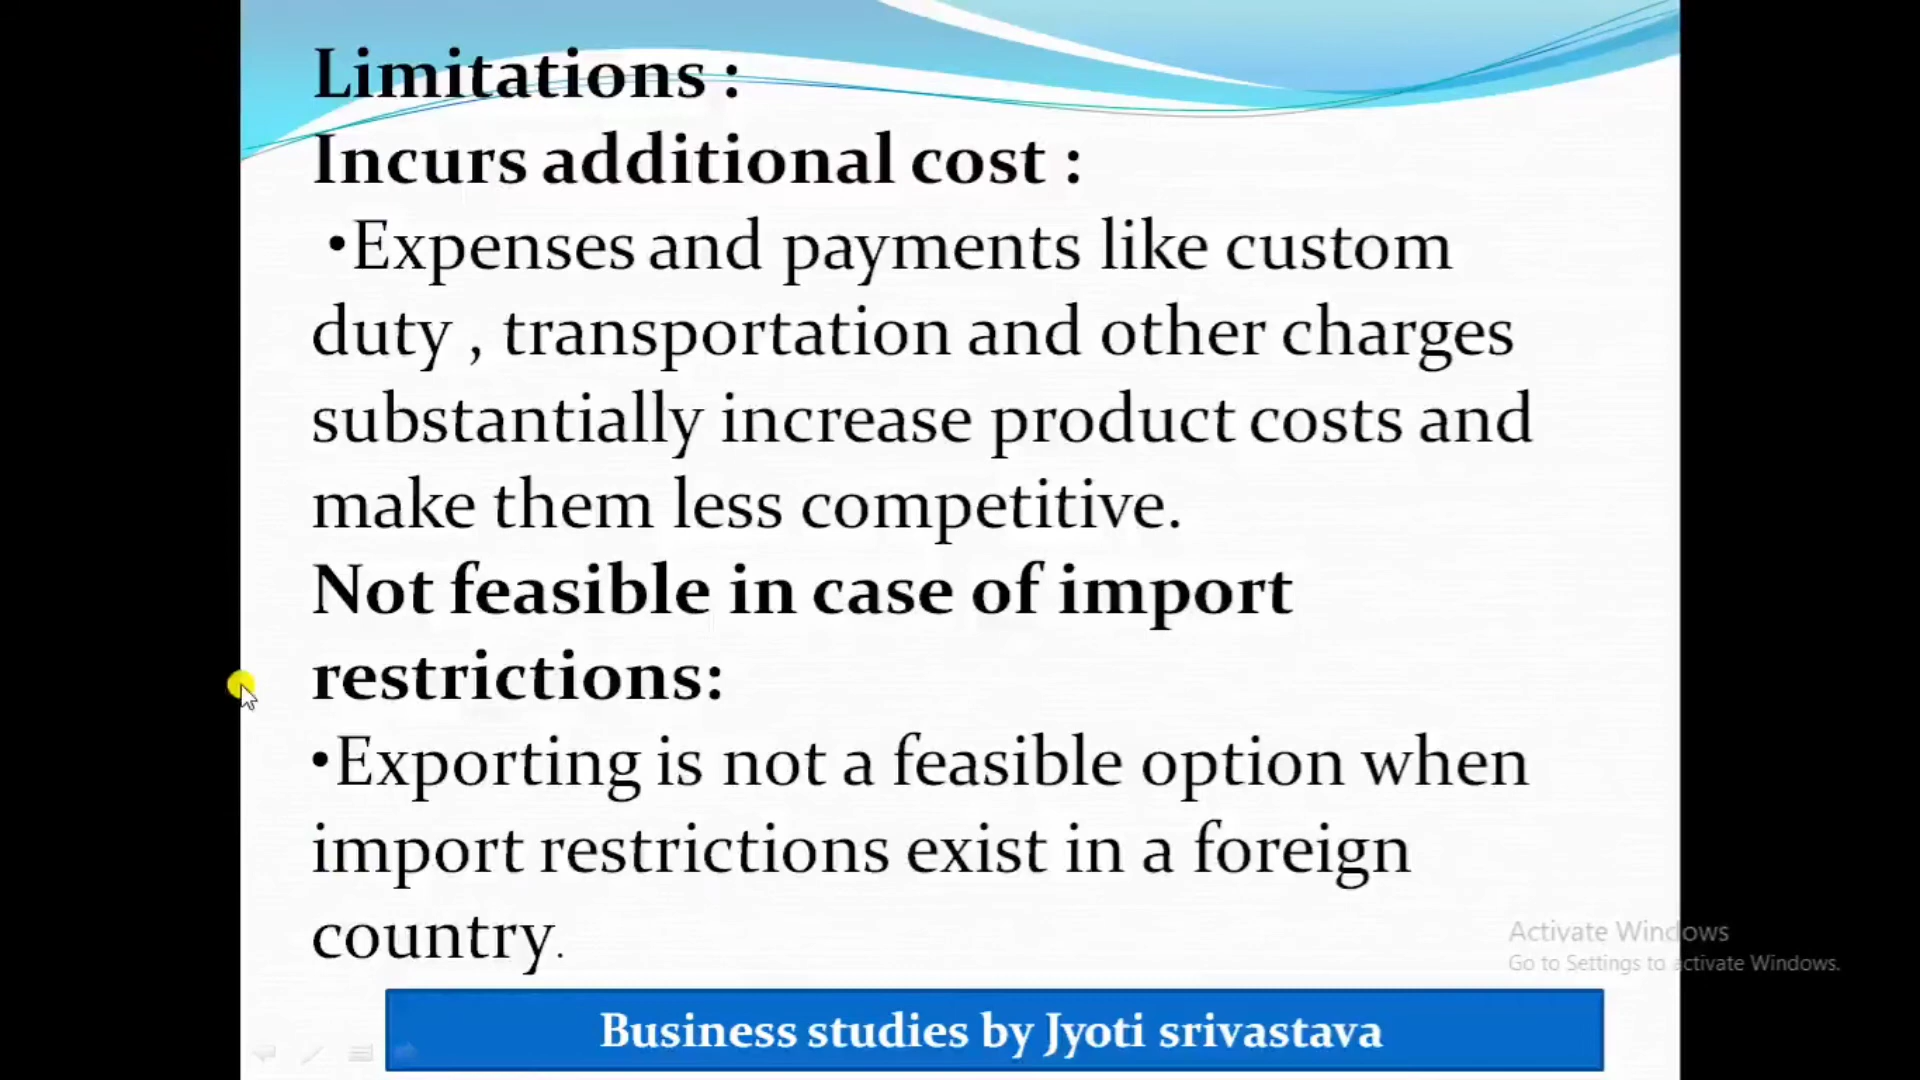 Limitations :
Incurs additional cost :
•Expenses and payments like custom
duty , transportation and other charges
substantially increase product costs and
make them less competitive.
Not feasible in case of import
restrictions:
•Exporting is not a feasible option when
import restrictions exist in a foreign
country.
Activate Windows
Go to Settings to activate Windows.
Business studies by Jyoti srivastava